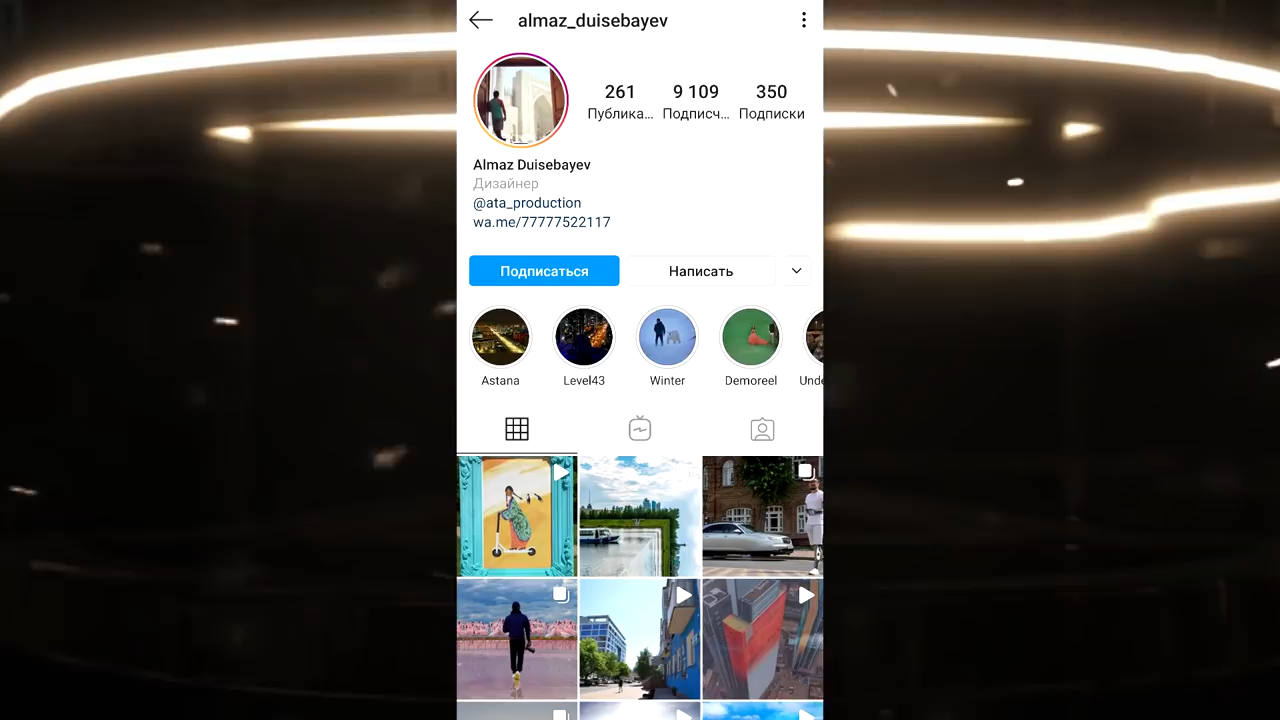 almaz_duisebayev
261 9 109 350
Публика... Подписч... Подписки
Almaz Duisebayev
Дизайнер
@ata_production
wa.me/77777522117
Подписаться Написать
Astana Level43 Winter Demoreel Unde